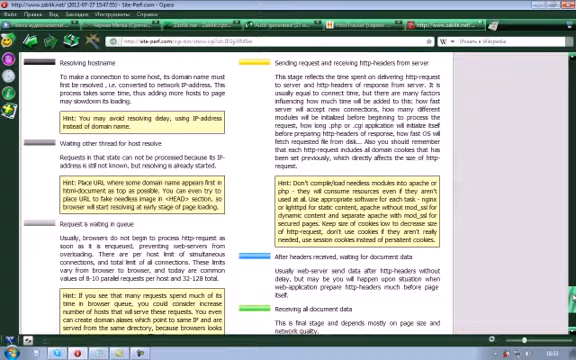 http://www.zablik.net/ (2012-07-27 15:47:55) - Site-Perf.com - Opera
Файл Правка Вид Закладки Инструменты Справка
Resolving hostname
To make a connection to some host, its domain name must
first be resolved , i.e. converted to network IP-address. This
process takes some time, thus adding more hosts to page
may slowdown its loading.
Hint: You may avoid resolving delay, using IP-address
instead of domain name.
Waiting other thread for host resolve
Requests in that state can not be processed because its IP-
address is still not known, but resolving is already started.
Hint: Place URL, where some domain name appears first in
html-document as top as possible. You can even try to
place URL to fake needless image in <HEAD> section, so
browser will start resolving at early stage of page loading.
Request is waiting in queue
Usually, browsers do not begin to process http-request as
soon as it is enqueued, preventing web-servers from
overloading. There are per host limit of simultaneous
connections, and total limit of all connections. These limits
vary from browser to browser, and today are common
values of 8-10 parallel requests per host and 32-128 total.
Hint: If you see that many requests spend much of its
time in browser queue, you could consider increase
number of hosts that will serve these requests. You even
can create domain aliases which point to same IP and are
served from the same directory, because browsers looks
Sending request and receiving http-headers from server
This stage reflects the time spent on delivering http-request
to server and http-headers of response from server. It is
usually equal to connect time, but there are many factors
influencing how much time will be added to this: how fast
server will accept new connections, how many different
modules will be initialized before beginning to process the
request, how long .php or .cgi application will initialize itself
before preparing http-headers of response, how fast OS will
fetch requested file from disk... Also you should remember
that each http-request includes all domain cookies that has
been set previously, which directly affects the size of http-
request.
Hint: Don't compile/load needless modules into apache or
php - they will consume resources even if they aren't
used at all. Use appropriate software for each task - nginx
or lighttpd for static content, apache without mod_ssl for
dynamic content and separate apache with mod_ssl for
secured pages. Keep size of cookies low to decrease size
of http-request, don't use cookies if they aren't really
needed, use session cookies instead of persistent cookies.
After headers received, waiting for document data
Usually web-server send data after http-headers without
delay, but may be you will happen upon situation when
web-application prepare http-headers much before page
itself.
Receiving all document data
This is final stage and depends mostly on page size and
network quality.